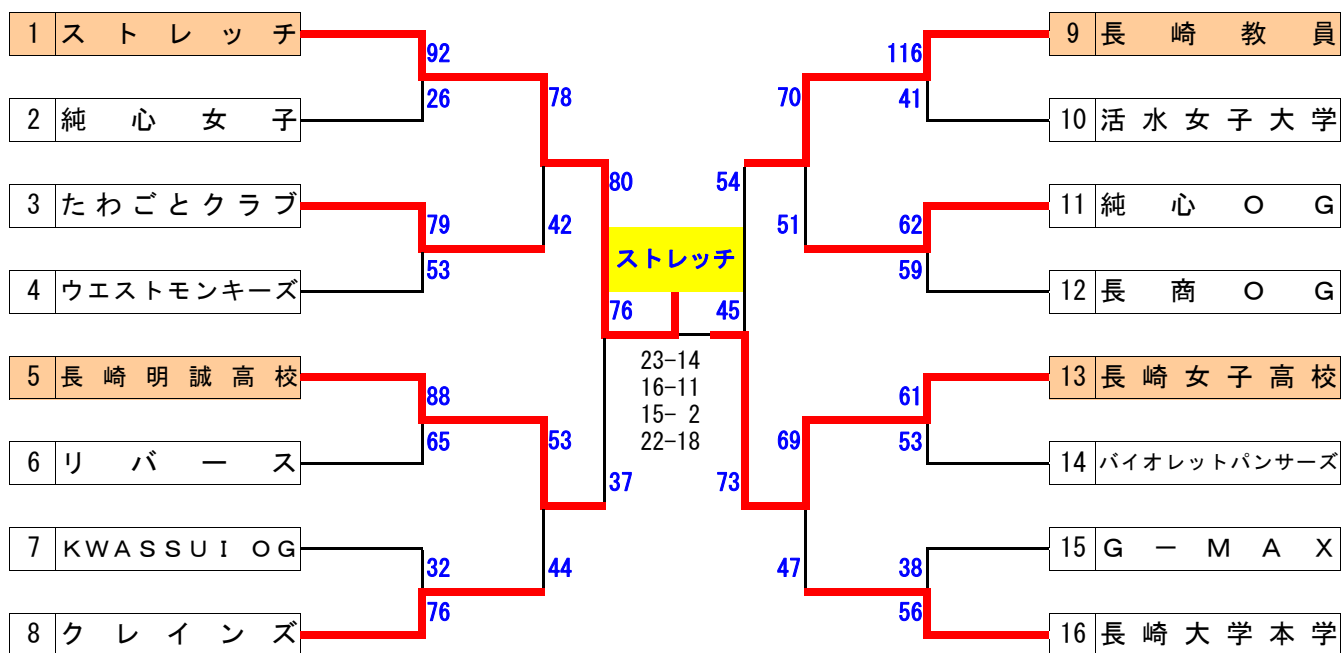 1 ストレッチ
92
26
2 純心女子
78
3 たわごとクラブ
79
53
4 ウエストモンキーズ
42
80
5 長崎明誠高校
88
65
6 リバース
53
37
7 KWASSUI OG
32
76
8 クレインズ
44
ストレッチ
76 45
23-14
16-11
15- 2
22-18
9 長崎教員
116
41
10 活水女子大学
70
54
11 純心OG
62
59
12 長商OG
51
13 長崎女子高校
61
53
14 バイオレットパンサーズ
69
73
15 G-MAX
38
56
16 長崎大学本学
47